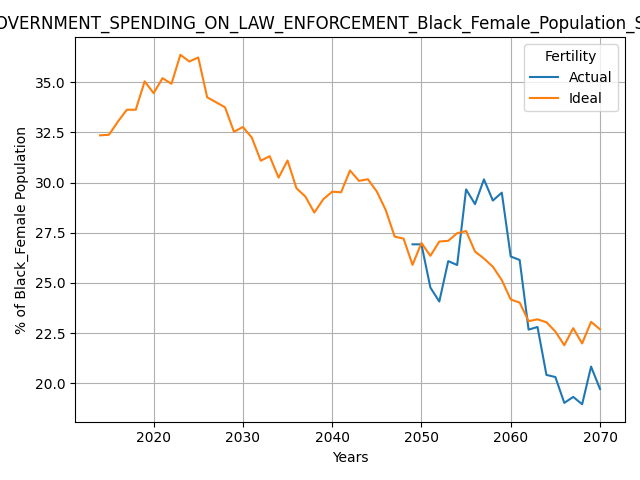 OVERNMENT_SPENDING_ON_LAW_ENFORCEMENT_Black_Female_Population_S
Fertility
Actual
Ideal
35.0
32.5
30.0
27.5
25.0
22.5
20.0
% of Black_Female Population
2020 2030 2040 2050 2060 2070
Years